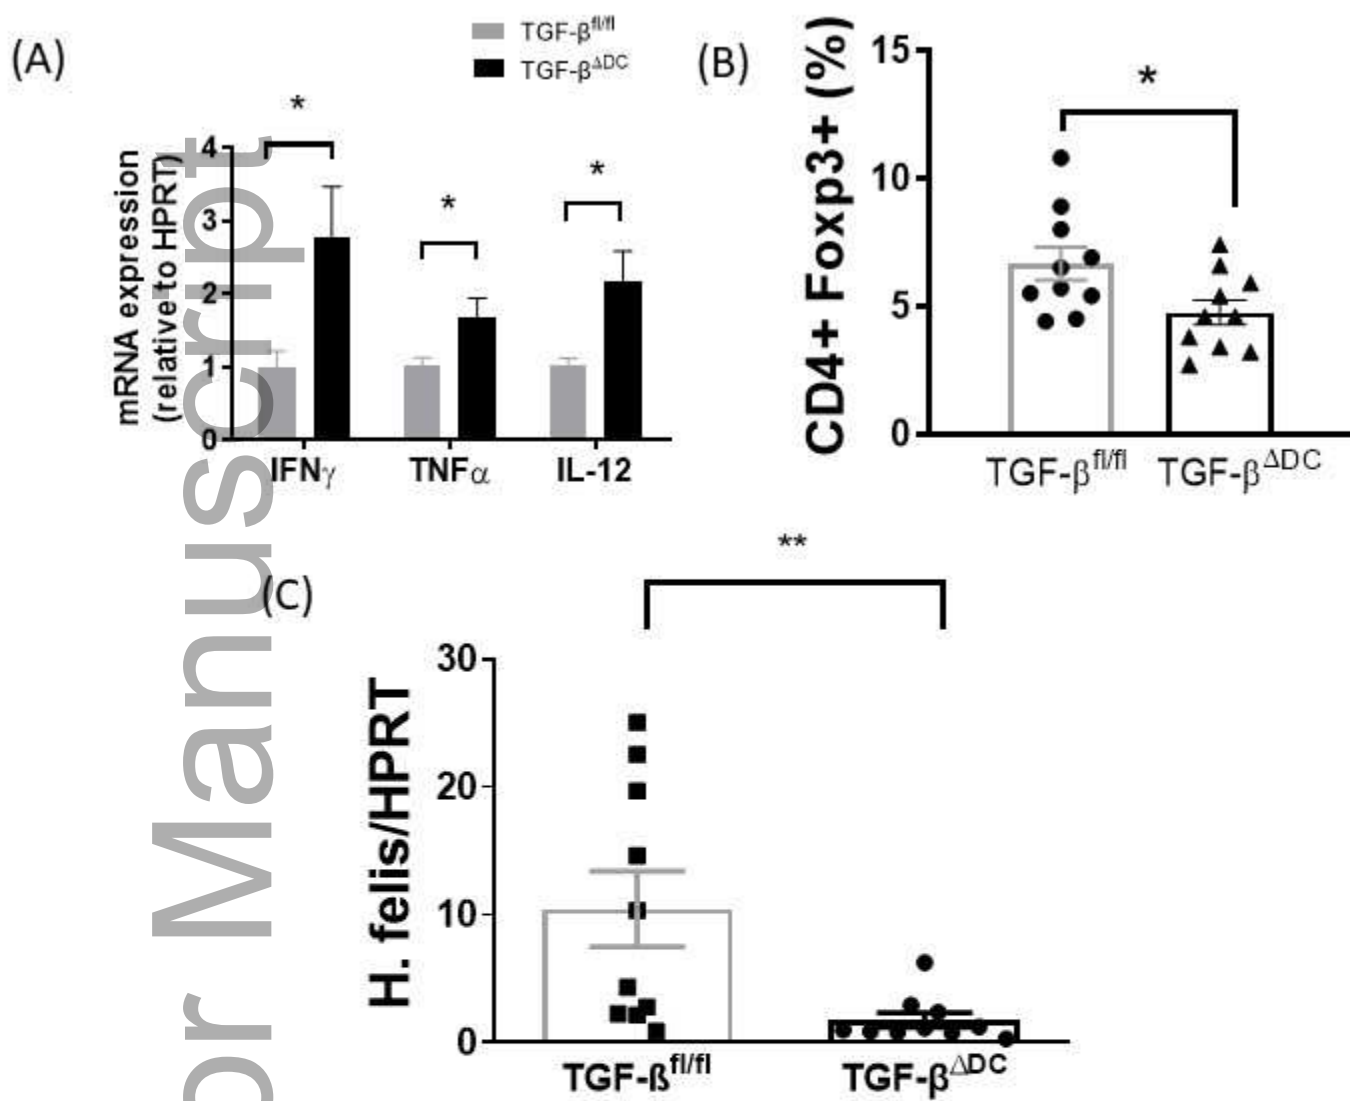 (A)
TGF-β^fl/fl
TGF-β^ΔDC
*
*
*
mRNA expression
(relative to HPRT)
4
3
2
1
0
IFNγ
TNFα
IL-12
(B)
CD4+ Foxp3+ (%)
15
10
5
0
*
TGF-β^fl/fl
TGF-β^ΔDC
(C)
**
H. felis/HPRT
30
20
10
0
TGF-ß^fl/fl
TGF-β^ΔDC
or Manuscript